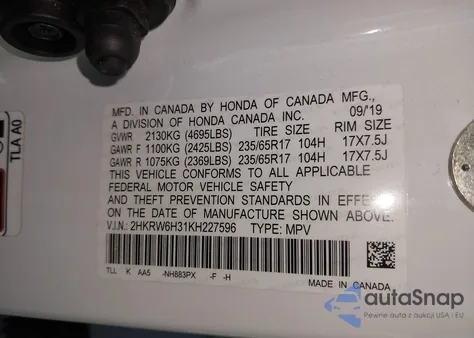 TLA A0
MFD. IN CANADA BY HONDA OF CANADA MFG.,
A DIVISION OF HONDA CANADA INC. 09/19
GVWR 2130KG (4695LBS) TIRE SIZE RIM SIZE
GAWR F 1100KG (2425LBS) 235/65R17 104H 17X7.5J
GAWR R 1075KG (2369LBS) 235/65R17 104H 17X7.5J
THIS VEHICLE CONFORMS TO ALL APPLICABLE
FEDERAL MOTOR VEHICLE SAFETY
AND THEFT PREVENTION STANDARDS IN EFFECT
ON THE DATE OF MANUFACTURE SHOWN ABOVE.
V.I.N.: 2HKRW6H31KH227596 TYPE: MPV
TLL K AA5 -NH883PX -F -H
MADE IN CANADA
autaSnap
Pewne auta z aukcji USA i EU